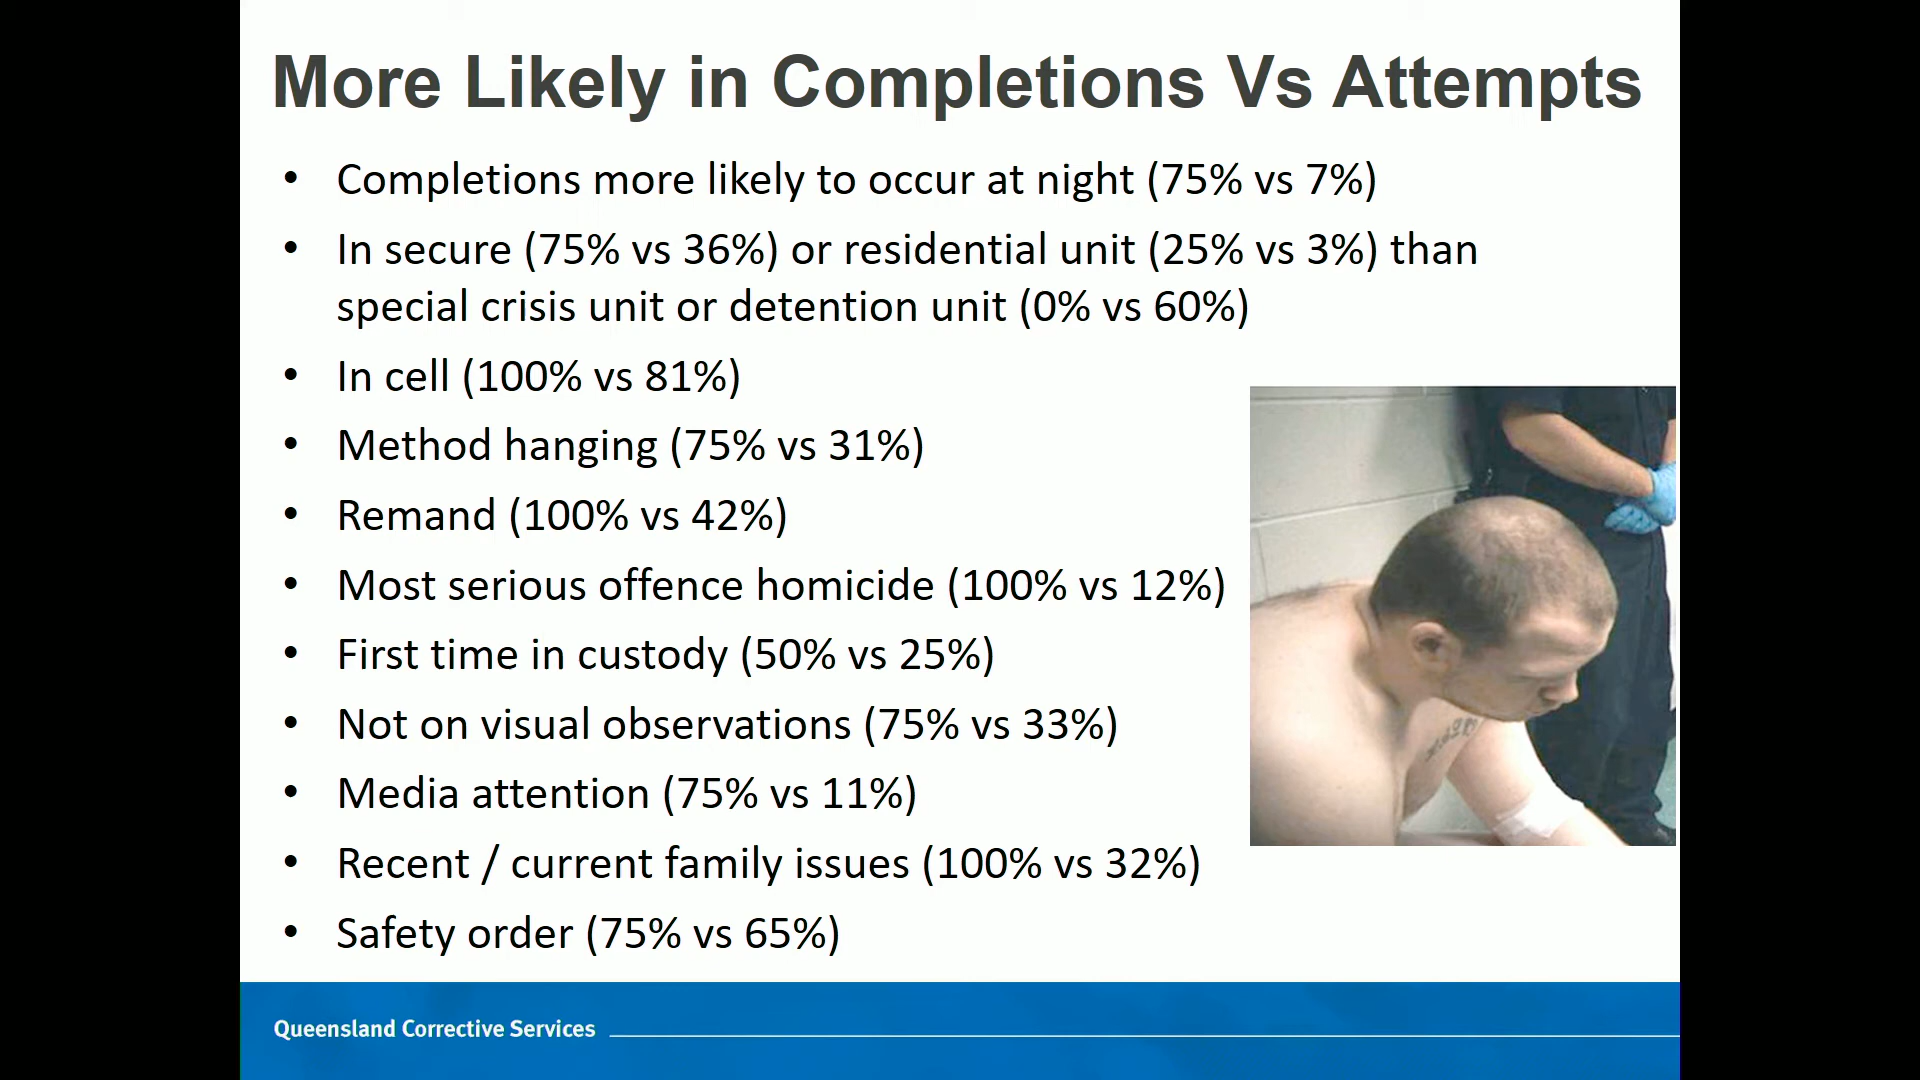 More Likely in Completions Vs Attempts
• Completions more likely to occur at night (75% vs 7%)
• In secure (75% vs 36%) or residential unit (25% vs 3%) than
special crisis unit or detention unit (0% vs 60%)
• In cell (100% vs 81%)
• Method hanging (75% vs 31%)
• Remand (100% vs 42%)
• Most serious offence homicide (100% vs 12%)
• First time in custody (50% vs 25%)
• Not on visual observations (75% vs 33%)
• Media attention (75% vs 11%)
• Recent / current family issues (100% vs 32%)
• Safety order (75% vs 65%)
Queensland Corrective Services